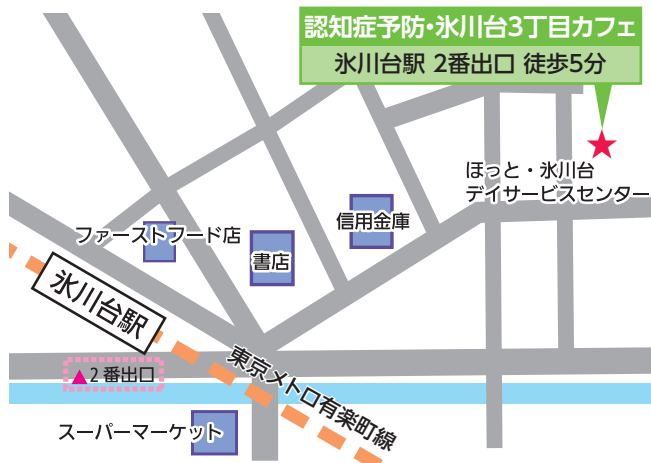 認知症予防・氷川台3丁目カフェ
氷川台駅 2番出口 徒歩5分
ほっと・氷川台
デイサービスセンター
信用金庫
ファーストフード店
書店
氷川台駅
▲2番出口
東京メトロ有楽町線
スーパーマーケット